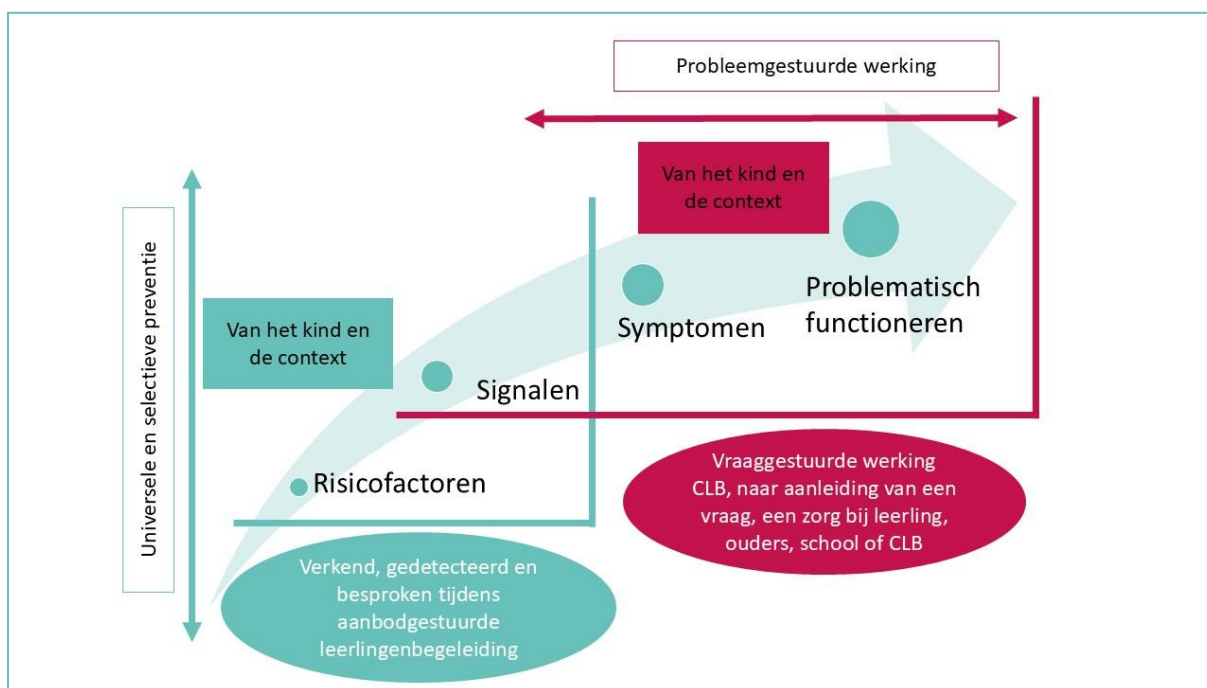 Probleemgestuurde werking
Van het kind en
de context
Problematisch
functioneren
Symptomen
Universele en selectieve preventie
Van het kind en
de context
Signalen
Risicofactoren
Vraaggestuurde werking
CLB, naar aanleiding van een
vraag, een zorg bij leerling,
ouders, school of CLB
Verkend, gedetecteerd en
besproken tijdens
aanbodgestuurde
leerlingenbegeleiding